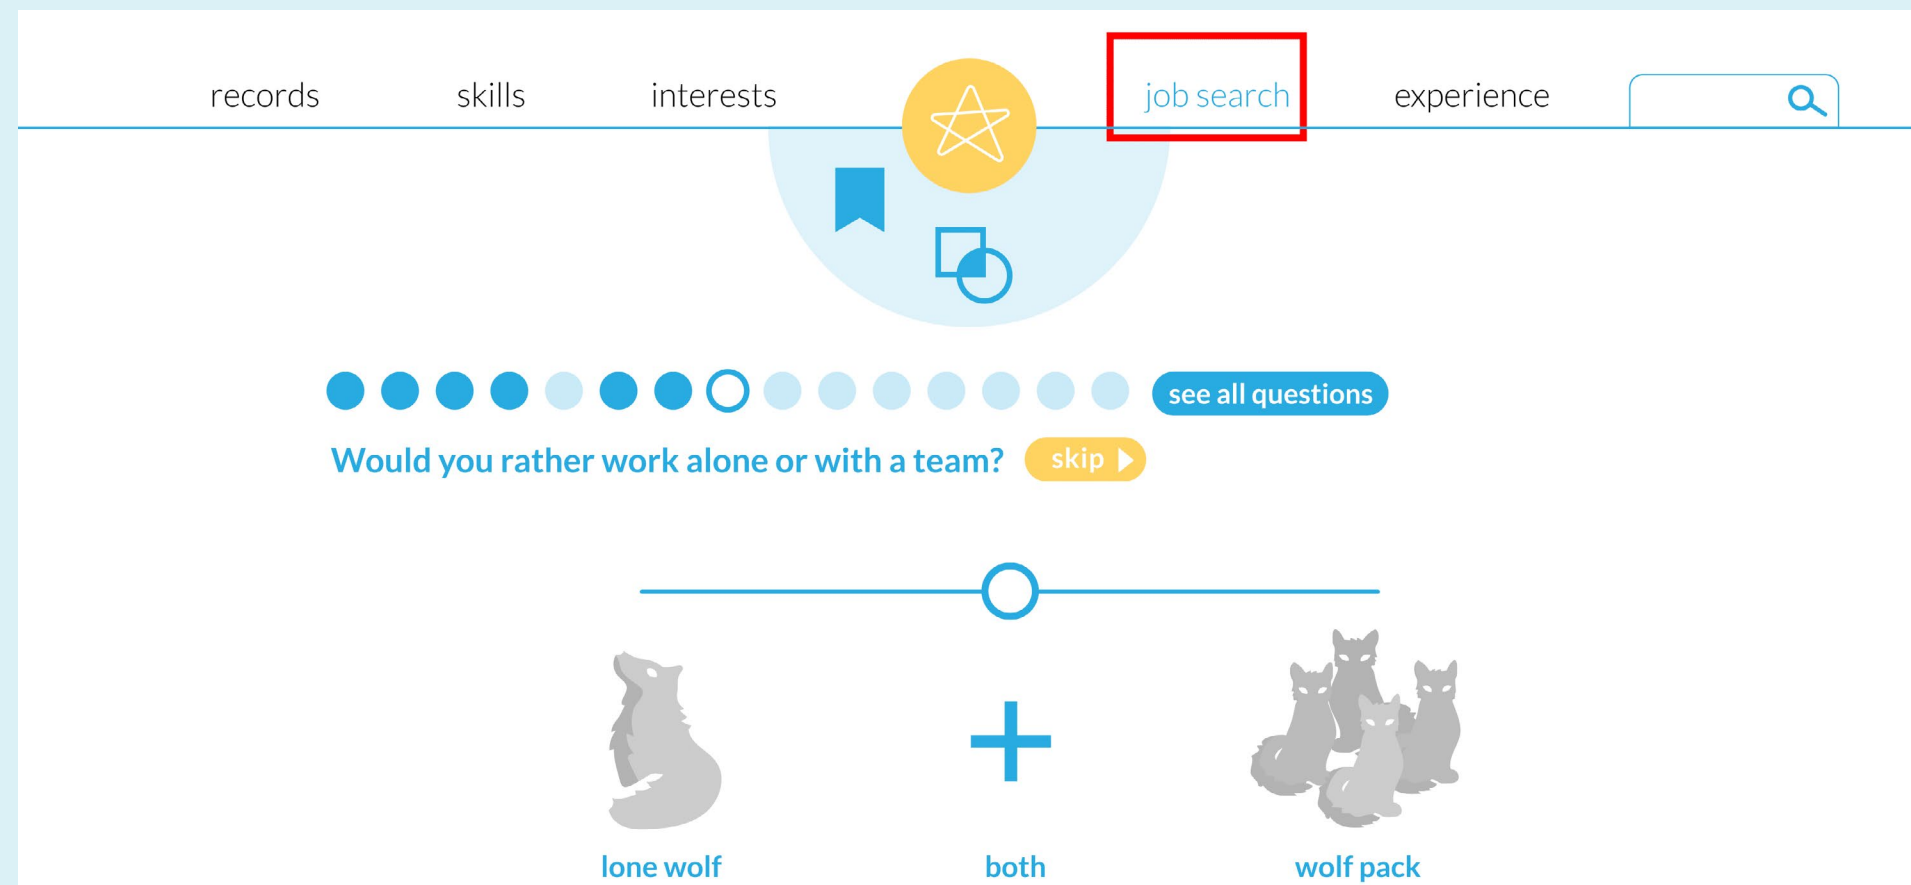 records skills interests job search experience
see all questions
Would you rather work alone or with a team? skip
lone wolf both wolf pack